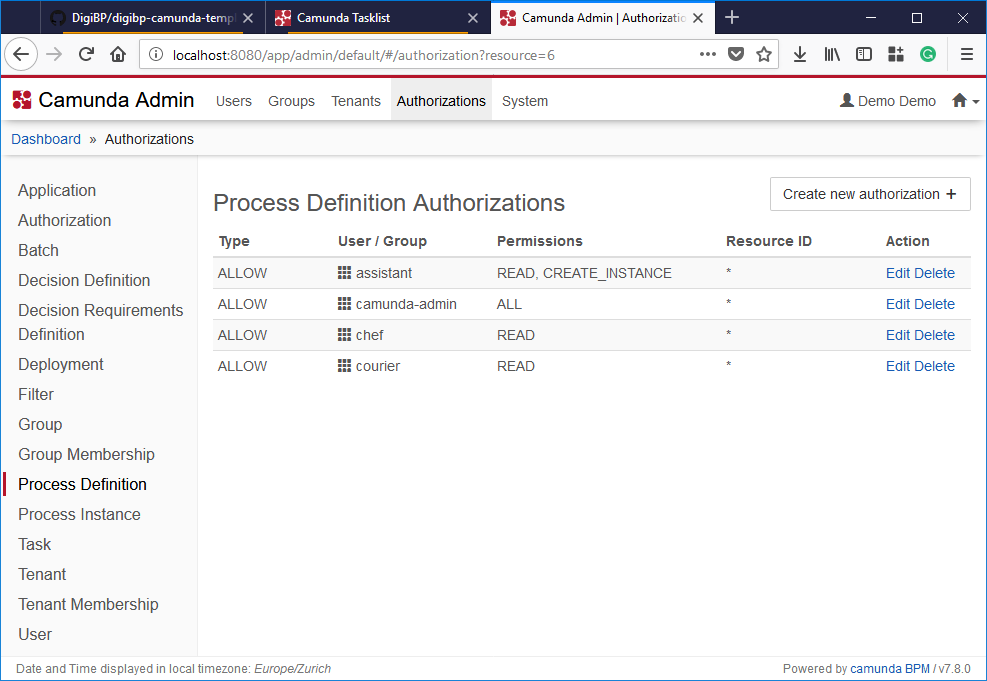 DigiBP/digibp-camunda-templ
Camunda Tasklist
Camunda Admin | Authorizatio
localhost:8080/app/admin/default/#/authorization?resource=6
Camunda Admin Users Groups Tenants Authorizations System Demo Demo
Dashboard » Authorizations
Application
Authorization
Batch
Decision Definition
Decision Requirements
Definition
Deployment
Filter
Group
Group Membership
Process Definition
Process Instance
Task
Tenant
Tenant Membership
User
Process Definition Authorizations
Create new authorization +
Type User / Group Permissions Resource ID Action
ALLOW assistant READ, CREATE_INSTANCE * Edit Delete
ALLOW camunda-admin ALL * Edit Delete
ALLOW chef READ * Edit Delete
ALLOW courier READ * Edit Delete
Date and Time displayed in local timezone: Europe/Zurich
Powered by camunda BPM / v7.8.0